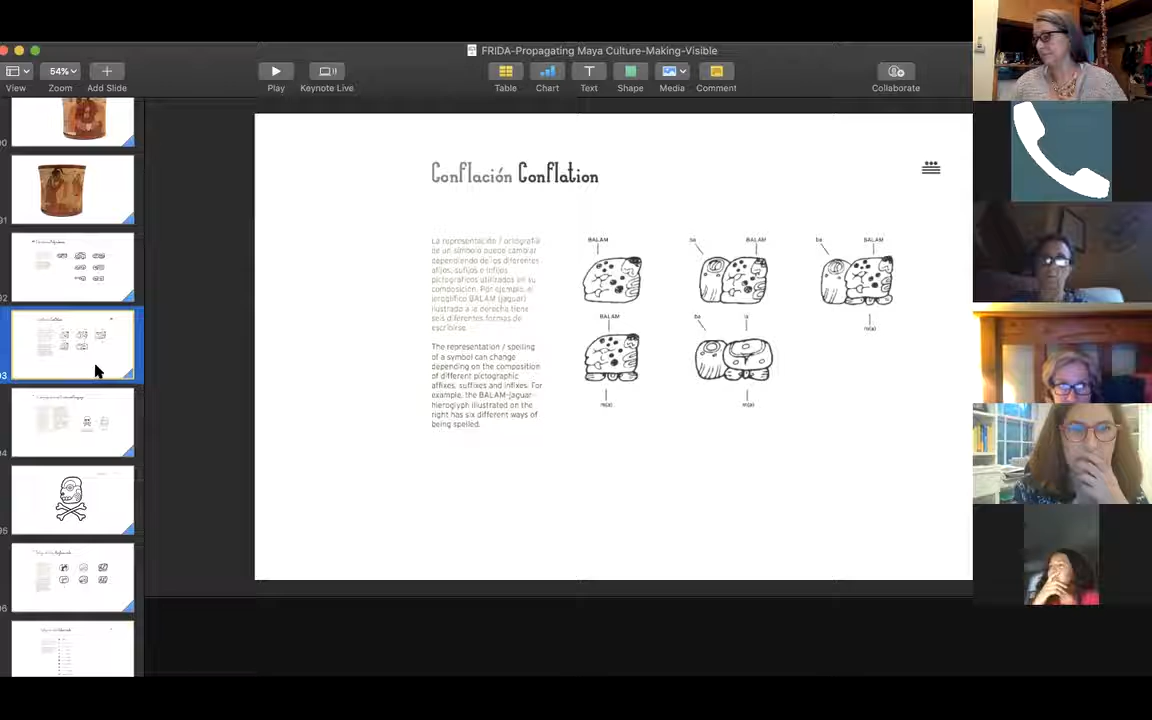 FRIDA-Propagating Maya Culture-Making-Visible
54%
View
Zoom
Add Slide
Play
Keynote Live
Table
Chart
Text
Shape
Media
Comment
Collaborate
Conflación Conflation
La representación / ortografía
de un símbolo puede cambiar
dependiendo de los diferentes
afijos, sufijos e infijos
pictográficos utilizados en su
composición. Por ejemplo, el
jeroglífico BALAM (jaguar)
ilustrado a la derecha tiene
seis diferentes formas de
escribirse.
The representation / spelling
of a symbol can change
depending on the composition
of different pictographic
affixes, suffixes and infixes. For
example, the BALAM-jaguar
hieroglyph illustrated on the
right has six different ways of
being spelled.
BALAM
ba BALAM
ba BALAM
m(a)
BALAM
m(a)
ba la
m(a)